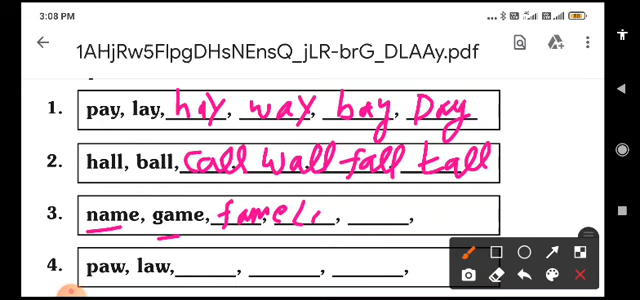 3:08 PM
1AHjRw5FIpgDHsNEnsQ_jLR-brG_DLAAy.pdf
1. pay, lay, hay, way, bay, Day
2. hall, ball, call wall fall tall
3. name, game, fame,
4. paw, law,